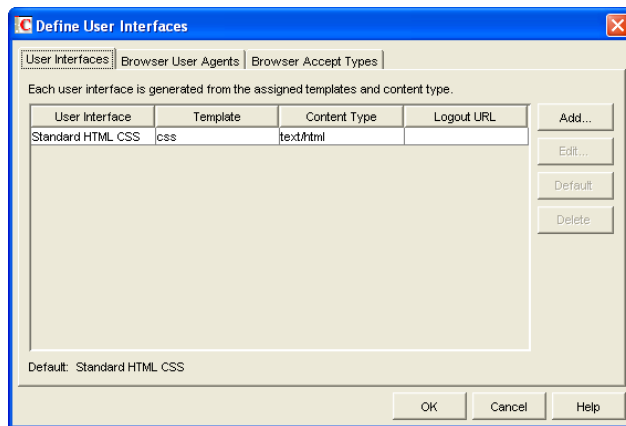 C Define User Interfaces
User Interfaces Browser User Agents Browser Accept Types
Each user interface is generated from the assigned templates and content type.
User Interface Template Content Type Logout URL
Standard HTML CSS css text/html
Add...
Edit...
Default
Delete
Default: Standard HTML CSS
OK Cancel Help